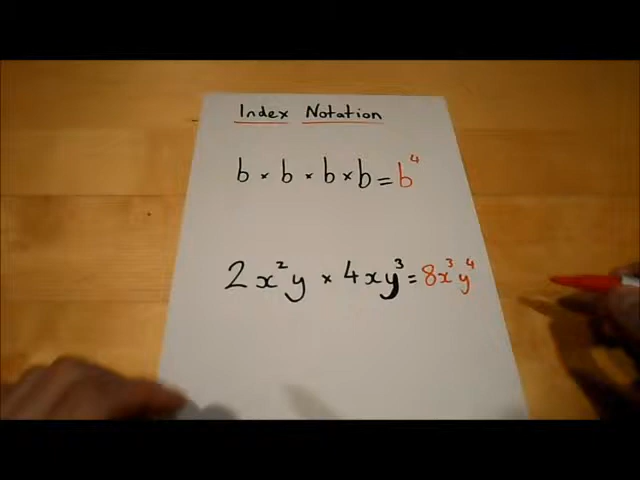 Index Notation
b × b × b × b = b⁴
2x²y × 4xy³ = 8x³y⁴